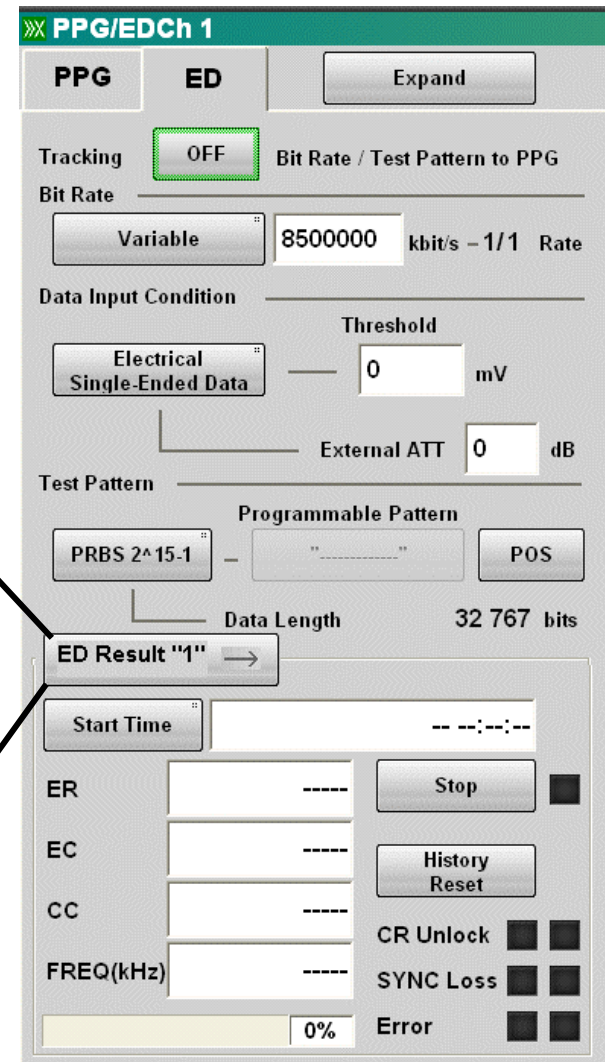 PPG/EDCh 1
PPG ED Expand
Tracking OFF Bit Rate / Test Pattern to PPG
Bit Rate
Variable 8500000 kbit/s – 1/1 Rate
Data Input Condition
Threshold
Electrical
Single-Ended Data 0 mV
External ATT 0 dB
Test Pattern
Programmable Pattern
PRBS 2^15-1 "------------" POS
Data Length 32 767 bits
ED Result "1" →
Start Time -- --:--:--
ER ----- Stop
EC -----
History
Reset
CC -----
CR Unlock
FREQ(kHz) -----
SYNC Loss
0% Error